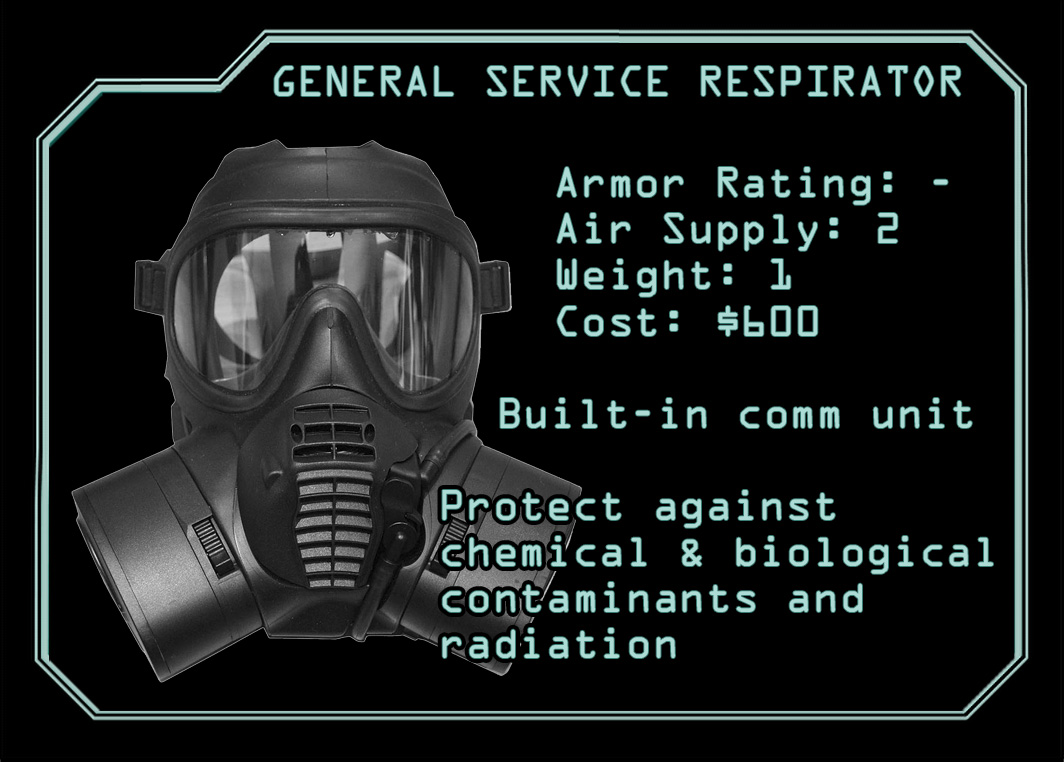 GENERAL SERVICE RESPIRATOR
Armor Rating: -
Air Supply: 2
Weight: 1
Cost: $600
Built-in comm unit
Protect against
chemical & biological
contaminants and
radiation